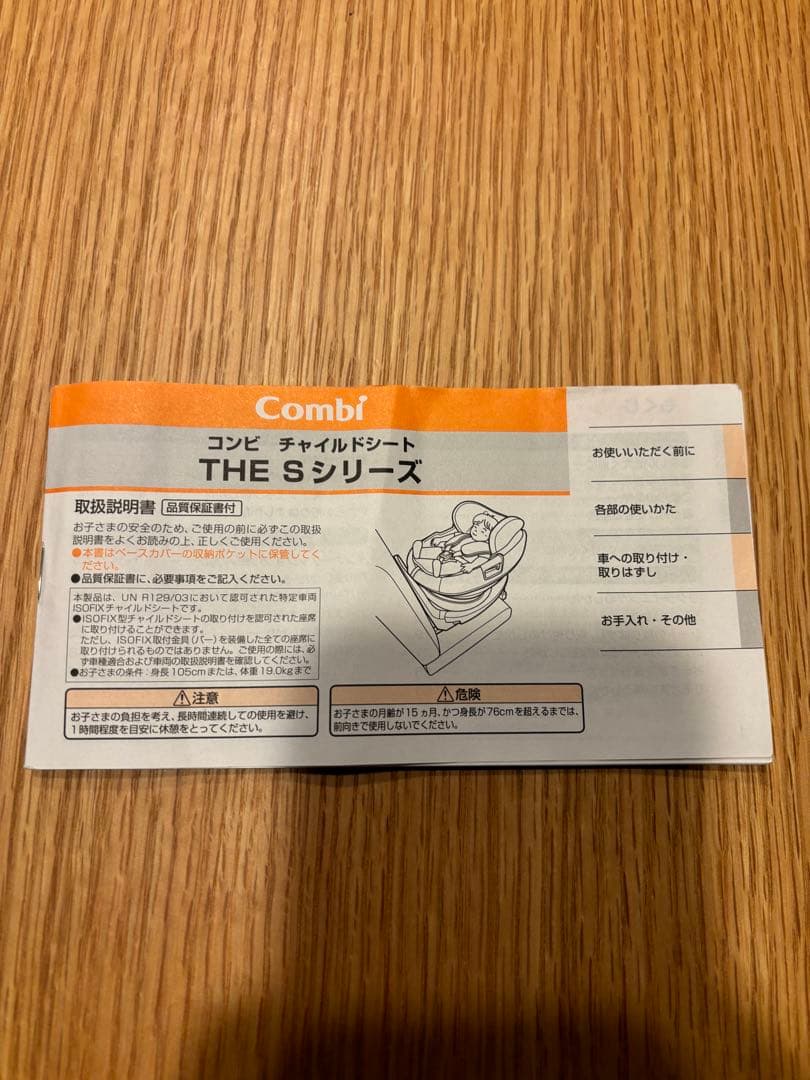 Combi
コンビ チャイルドシート
THE Sシリーズ
取扱説明書 品質保証書付
お子さまの安全のため、ご使用の前に必ずこの取扱
説明書をよくお読みの上、正しくご使用ください。
●本書はベースカバーの収納ポケットに保管してく
ださい。
●品質保証書に、必要事項をご記入ください。
本製品は、UN R129/03において認可された特定車両
ISOFIXチャイルドシートです。
●ISOFIX型チャイルドシートの取り付けを認可された座席
に取り付けることができます。
ただし、ISOFIX取付金具(バー)を装備した全ての座席に
取り付けられるものではありません。ご使用の際には、必
ず車種適合および車両の取扱説明書を確認してください。
●お子さまの条件:身長105cmまたは、体重19.0kgまで
⚠注意
お子さまの負担を考え、長時間連続しての使用を避け、
1時間程度を目安に休憩をとってください。
⚠危険
お子さまの月齢が15ヵ月、かつ身長が76cmを超えるまでは、
前向きで使用しないでください。
お使いいただく前に
各部の使いかた
車への取り付け・
取りはずし
お手入れ・その他